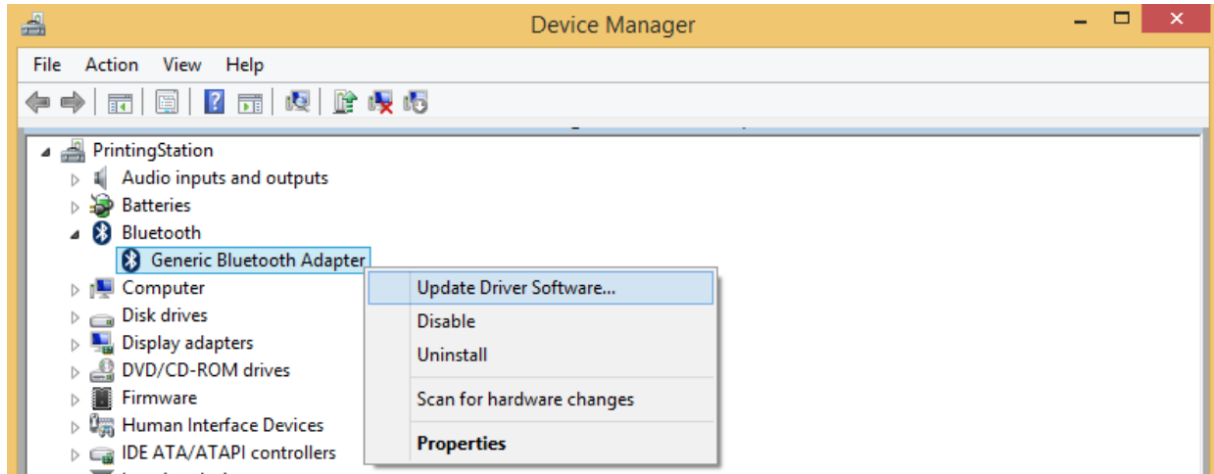 Device Manager
File Action View Help
PrintingStation
Audio inputs and outputs
Batteries
Bluetooth
Generic Bluetooth Adapter
Computer
Disk drives
Display adapters
DVD/CD-ROM drives
Firmware
Human Interface Devices
IDE ATA/ATAPI controllers
Update Driver Software...
Disable
Uninstall
Scan for hardware changes
Properties